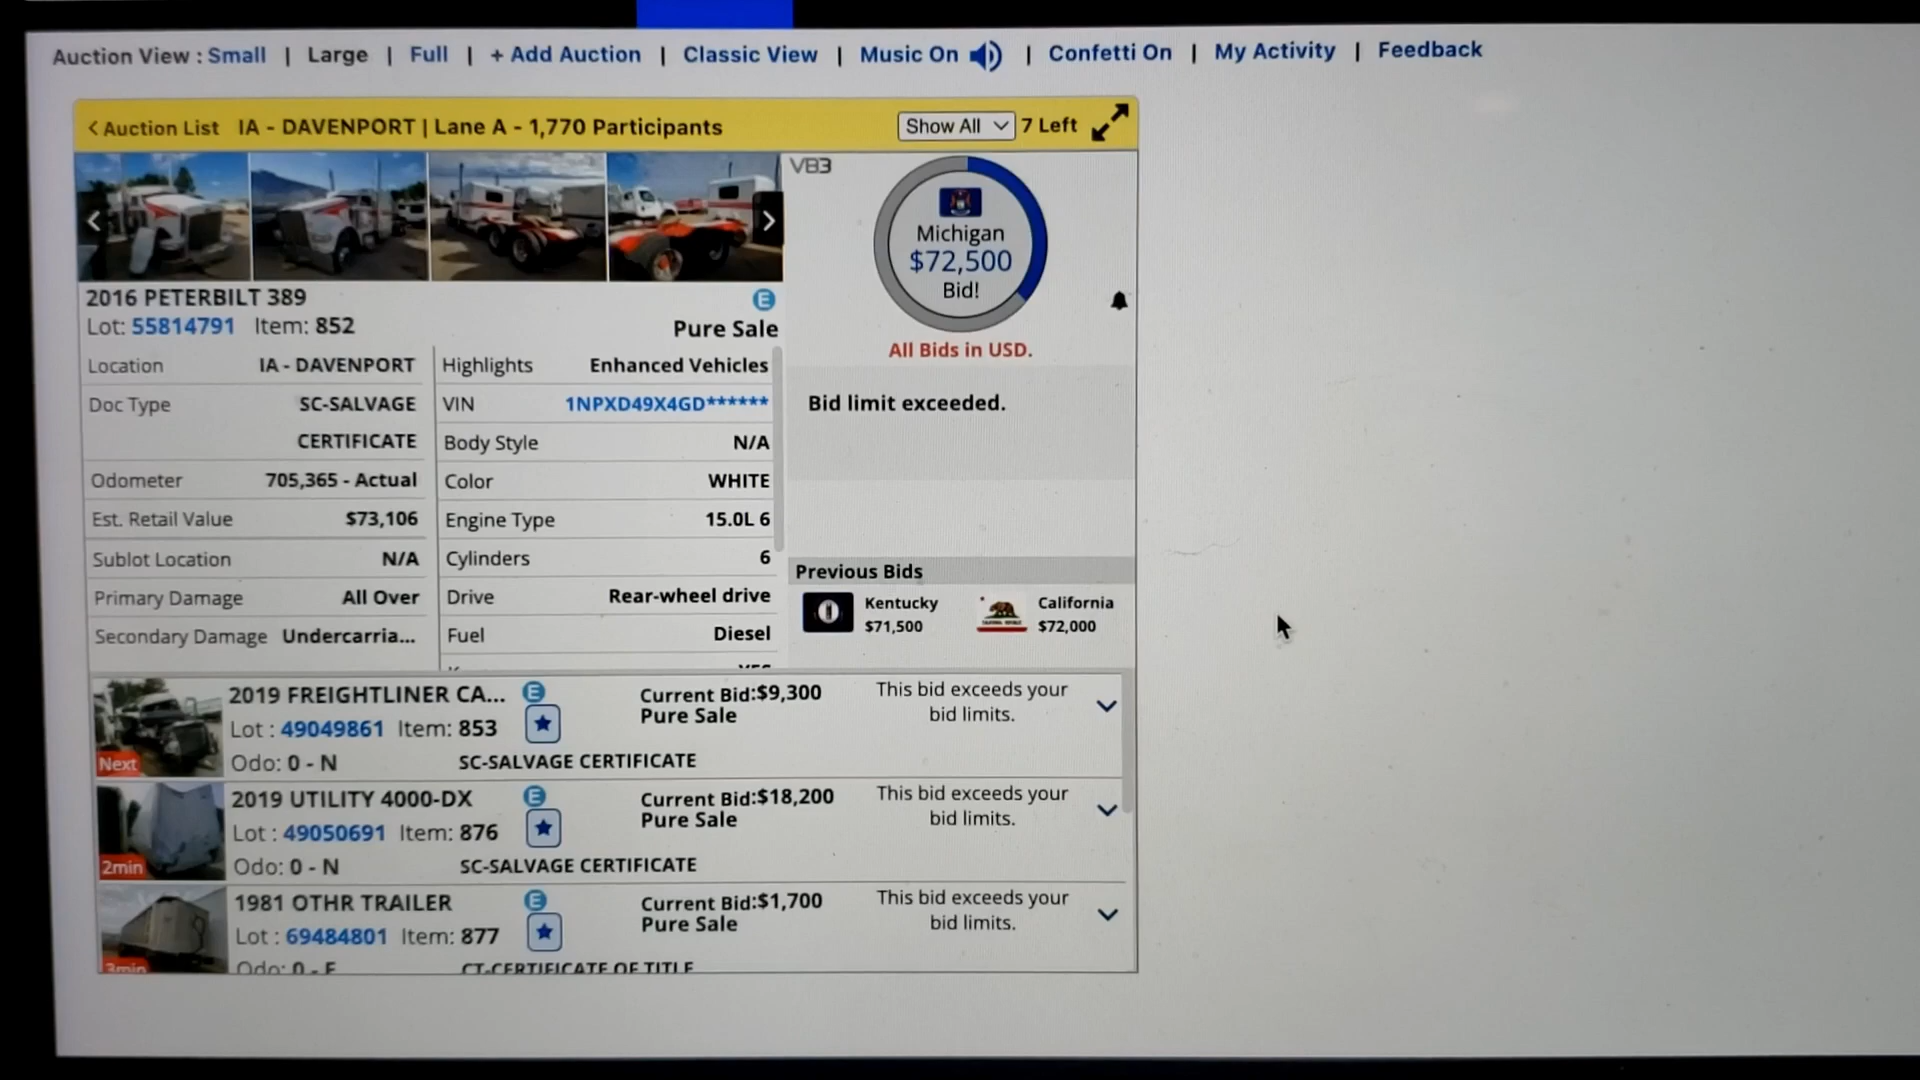 Auction View : Small | Large | Full | + Add Auction | Classic View | Music On | Confetti On | My Activity | Feedback
Auction List IA - DAVENPORT | Lane A - 1,770 Participants Show All 7 Left
VB3
Michigan
$72,500
Bid!
All Bids in USD.
2016 PETERBILT 389 E
Lot: 55814791 Item: 852 Pure Sale
Location IA - DAVENPORT
Doc Type SC-SALVAGE
CERTIFICATE
Odometer 705,365 - Actual
Est. Retail Value $73,106
Sublot Location N/A
Primary Damage All Over
Secondary Damage Undercarria...
Highlights Enhanced Vehicles
VIN 1NPXD49X4GD******
Body Style N/A
Color WHITE
Engine Type 15.0L 6
Cylinders 6
Drive Rear-wheel drive
Fuel Diesel
Bid limit exceeded.
Previous Bids
Kentucky
$71,500
California
$72,000
2019 FREIGHTLINER CA... E
Lot : 49049861 Item: 853
Odo: 0 - N SC-SALVAGE CERTIFICATE
Next
Current Bid:$9,300
Pure Sale
This bid exceeds your
bid limits.
2019 UTILITY 4000-DX E
Lot : 49050691 Item: 876
Odo: 0 - N SC-SALVAGE CERTIFICATE
2min
Current Bid:$18,200
Pure Sale
This bid exceeds your
bid limits.
1981 OTHR TRAILER E
Lot : 69484801 Item: 877
Odo: 0 - E CT-CERTIFICATE OF TITLE
3min
Current Bid:$1,700
Pure Sale
This bid exceeds your
bid limits.